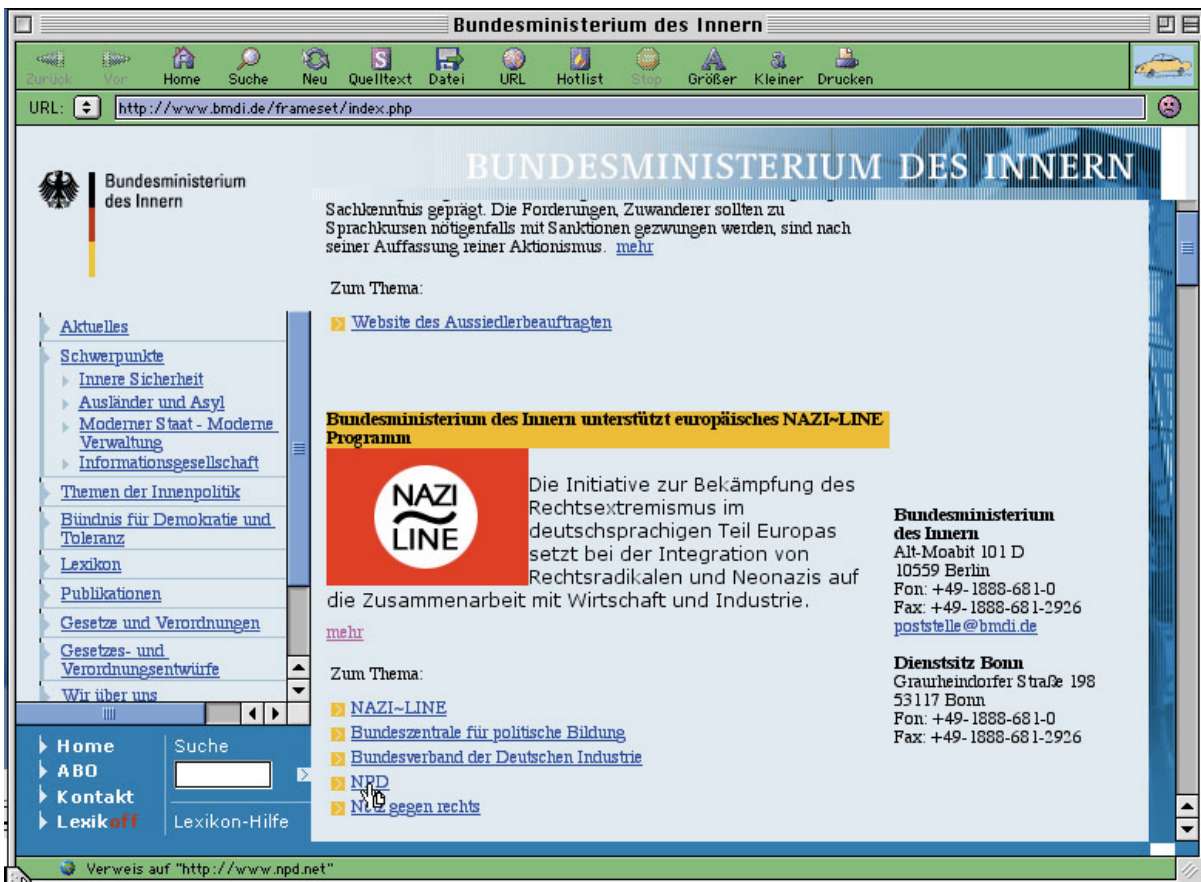 Bundesministerium des Innern
Zurück Vor Home Suche Neu Quelltext Datei URL Hotlist Stop Größer Kleiner Drucken
URL: http://www.bmdi.de/frameset/index.php
BUNDESMINISTERIUM DES INNERN
Bundesministerium
des Innern
Aktuelles
Schwerpunkte
Innere Sicherheit
Ausländer und Asyl
Moderner Staat - Moderne
Verwaltung
Informationsgesellschaft
Themen der Innenpolitik
Bündnis für Demokratie und
Toleranz
Lexikon
Publikationen
Gesetze und Verordnungen
Gesetzes- und
Verordnungsentwürfe
Wir über uns
Home
ABO
Kontakt
Lexikoff
Suche
Lexikon-Hilfe
Sachkenntnis geprägt. Die Forderungen, Zuwanderer sollten zu
Sprachkursen nötigenfalls mit Sanktionen gezwungen werden, sind nach
seiner Auffassung reiner Aktionismus. mehr
Zum Thema:
Website des Aussiedlerbeauftragten
Bundesministerium des Innern unterstützt europäisches NAZI~LINE
Programm
NAZI
LINE
Die Initiative zur Bekämpfung des
Rechtsextremismus im
deutschsprachigen Teil Europas
setzt bei der Integration von
Rechtsradikalen und Neonazis auf
die Zusammenarbeit mit Wirtschaft und Industrie.
mehr
Zum Thema:
NAZI~LINE
Bundeszentrale für politische Bildung
Bundesverband der Deutschen Industrie
NPD
Netz gegen rechts
Bundesministerium
des Innern
Alt-Moabit 101 D
10559 Berlin
Fon: +49-1888-681-0
Fax: +49-1888-681-2926
poststelle@bmdi.de
Dienstsitz Bonn
Graurheindorfer Straße 198
53117 Bonn
Fon: +49-1888-681-0
Fax: +49-1888-681-2926
Verweis auf "http://www.npd.net"